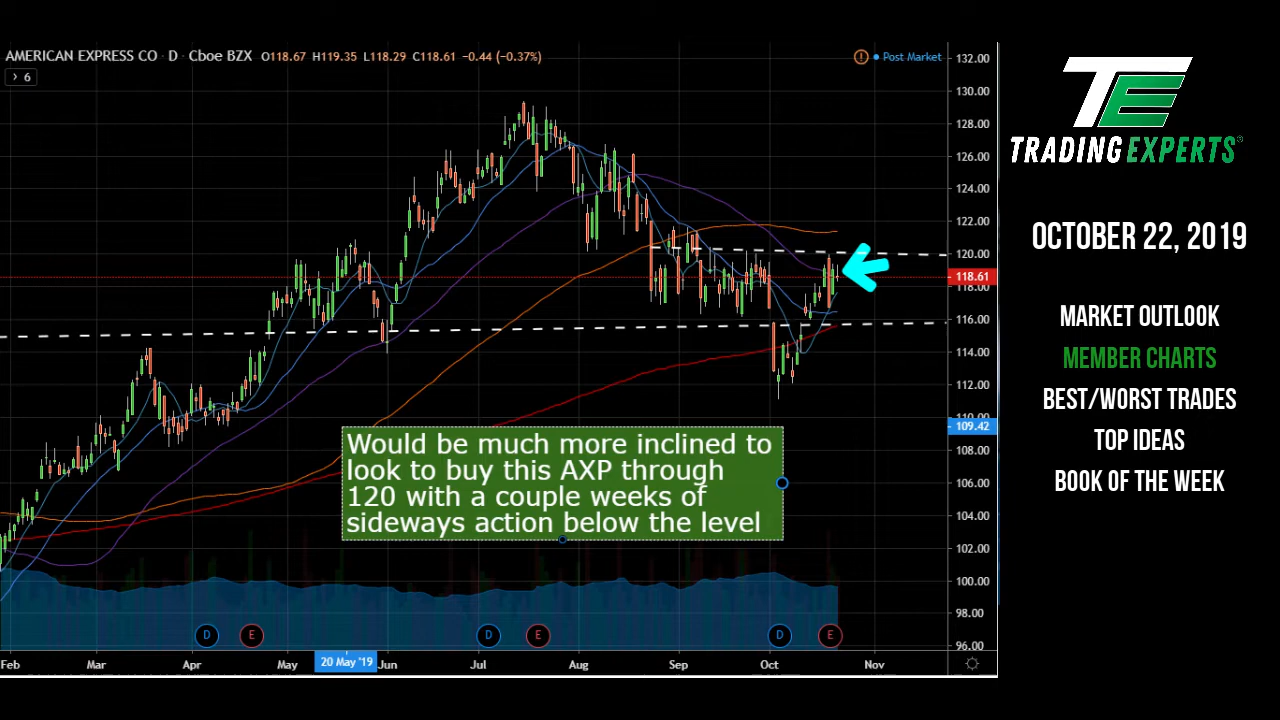 AMERICAN EXPRESS CO · D · Cboe BZX O118.67 H119.35 L118.29 C118.61 −0.44 (−0.37%)
Post Market
6
132.00
130.00
128.00
126.00
124.00
122.00
120.00
118.61
118.00
116.00
114.00
112.00
110.00
109.42
108.00
106.00
104.00
102.00
100.00
98.00
96.00
Would be much more inclined to
look to buy this AXP through
120 with a couple weeks of
sideways action below the level
D E D E D E
Feb Mar Apr May 20 May '19 Jun Jul Aug Sep Oct Nov
TE
TRADING EXPERTS®
OCTOBER 22, 2019
MARKET OUTLOOK
MEMBER CHARTS
BEST/WORST TRADES
TOP IDEAS
BOOK OF THE WEEK